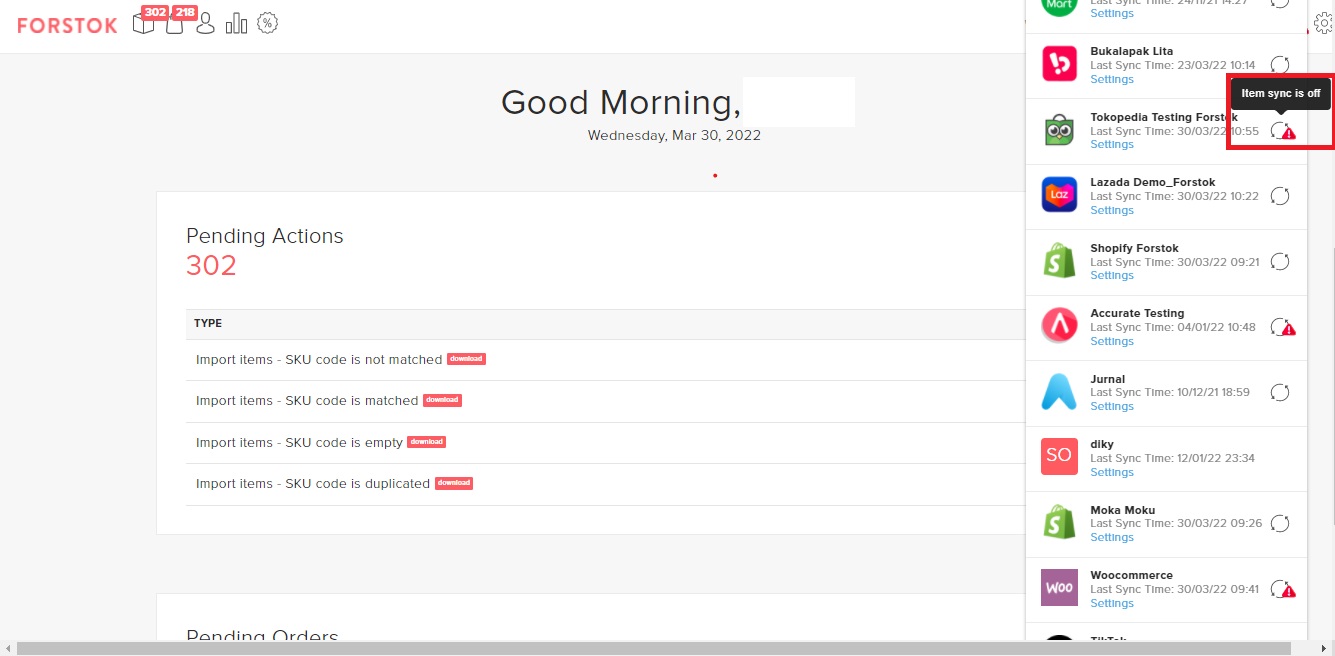 FORSTOK
302
218
Good Morning,
Wednesday, Mar 30, 2022
Pending Actions
302
TYPE
Import items - SKU code is not matched download
Import items - SKU code is matched download
Import items - SKU code is empty download
Import items - SKU code is duplicated download
Pending Orders
Mart
Last Sync Time: 24/11/21 14:27
Settings
Bukalapak Lita
Last Sync Time: 23/03/22 10:14
Settings
Item sync is off
Tokopedia Testing Forstok
Last Sync Time: 30/03/22 10:55
Settings
Laz
Lazada Demo_Forstok
Last Sync Time: 30/03/22 10:22
Settings
Shopify Forstok
Last Sync Time: 30/03/22 09:21
Settings
Accurate Testing
Last Sync Time: 04/01/22 10:48
Settings
Jurnal
Last Sync Time: 10/12/21 18:59
Settings
SO
diky
Last Sync Time: 12/01/22 23:34
Settings
Moka Moku
Last Sync Time: 30/03/22 09:26
Settings
Woo
Woocommerce
Last Sync Time: 30/03/22 09:41
Settings
TikTok